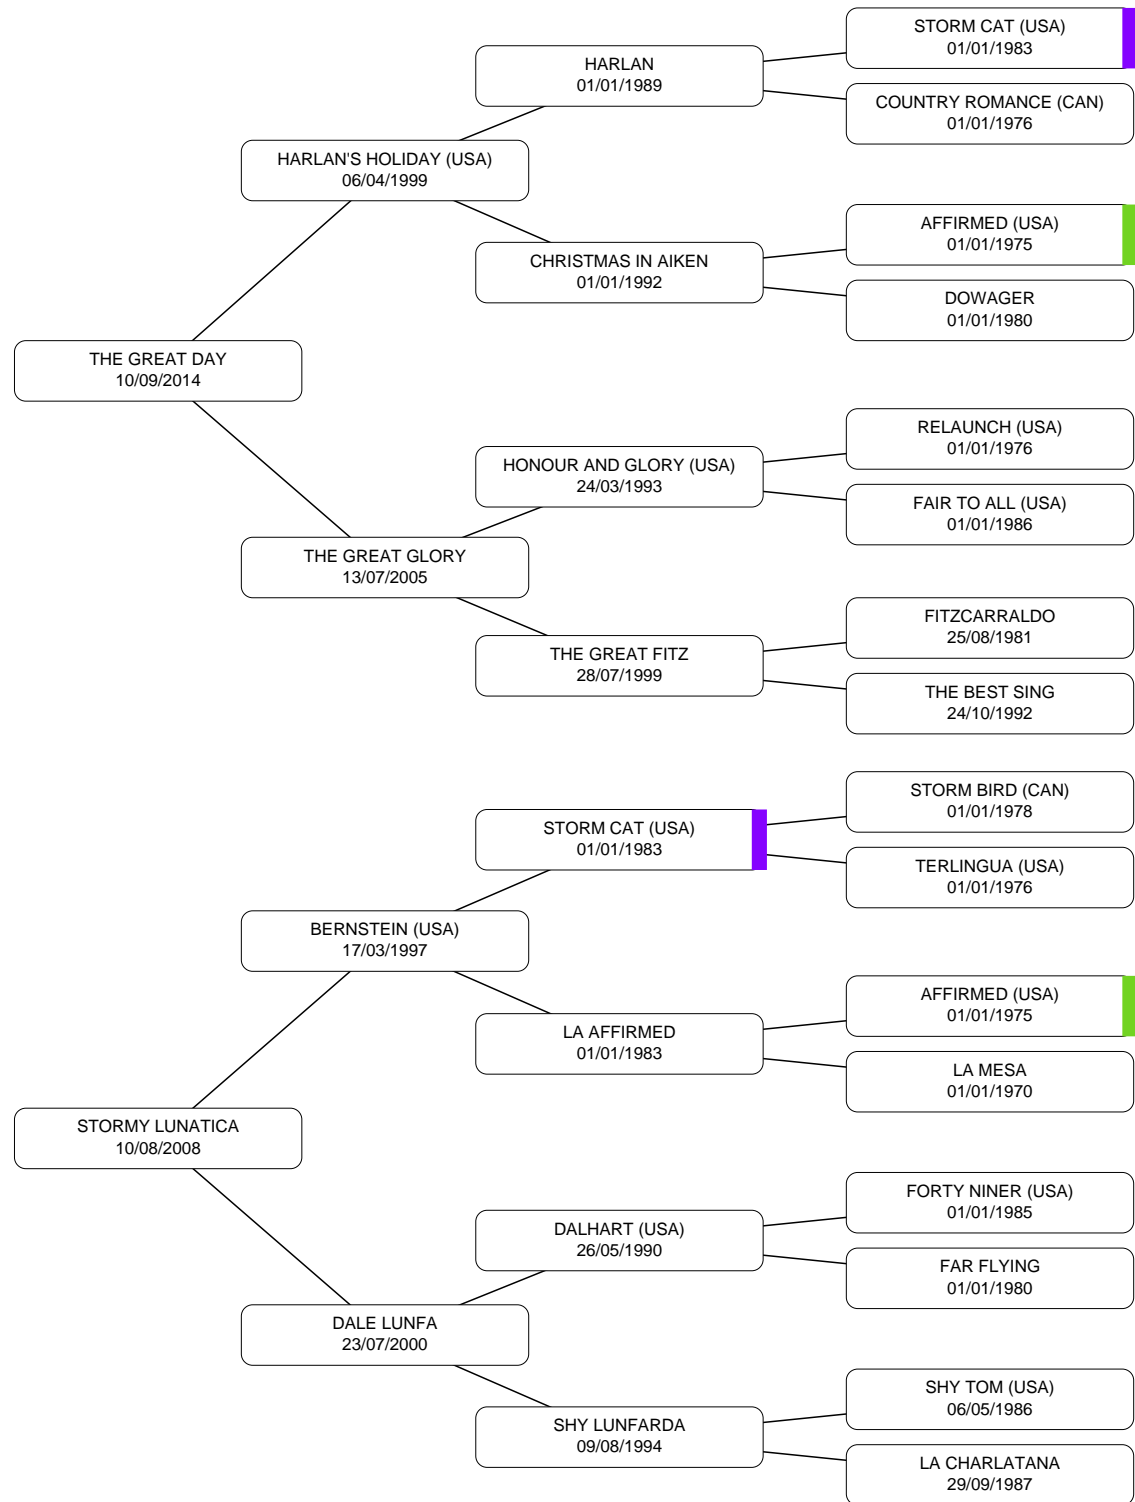 STORM CAT (USA)
01/01/1983
HARLAN
01/01/1989
COUNTRY ROMANCE (CAN)
01/01/1976
HARLAN'S HOLIDAY (USA)
06/04/1999
AFFIRMED (USA)
01/01/1975
CHRISTMAS IN AIKEN
01/01/1992
DOWAGER
01/01/1980
THE GREAT DAY
10/09/2014
RELAUNCH (USA)
01/01/1976
HONOUR AND GLORY (USA)
24/03/1993
FAIR TO ALL (USA)
01/01/1986
THE GREAT GLORY
13/07/2005
FITZCARRALDO
25/08/1981
THE GREAT FITZ
28/07/1999
THE BEST SING
24/10/1992
STORM BIRD (CAN)
01/01/1978
STORM CAT (USA)
01/01/1983
TERLINGUA (USA)
01/01/1976
BERNSTEIN (USA)
17/03/1997
AFFIRMED (USA)
01/01/1975
LA AFFIRMED
01/01/1983
LA MESA
01/01/1970
STORMY LUNATICA
10/08/2008
FORTY NINER (USA)
01/01/1985
DALHART (USA)
26/05/1990
FAR FLYING
01/01/1980
DALE LUNFA
23/07/2000
SHY TOM (USA)
06/05/1986
SHY LUNFARDA
09/08/1994
LA CHARLATANA
29/09/1987